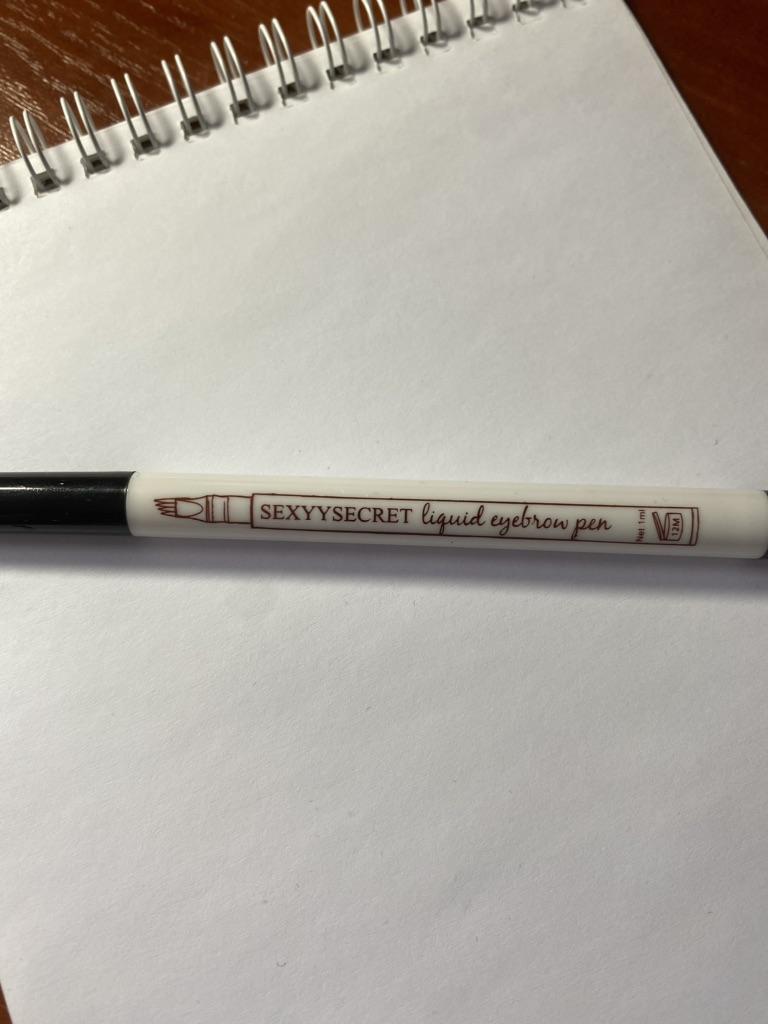 SEXYYSECRET liquid eyebrow pen
Net 1ml
12M